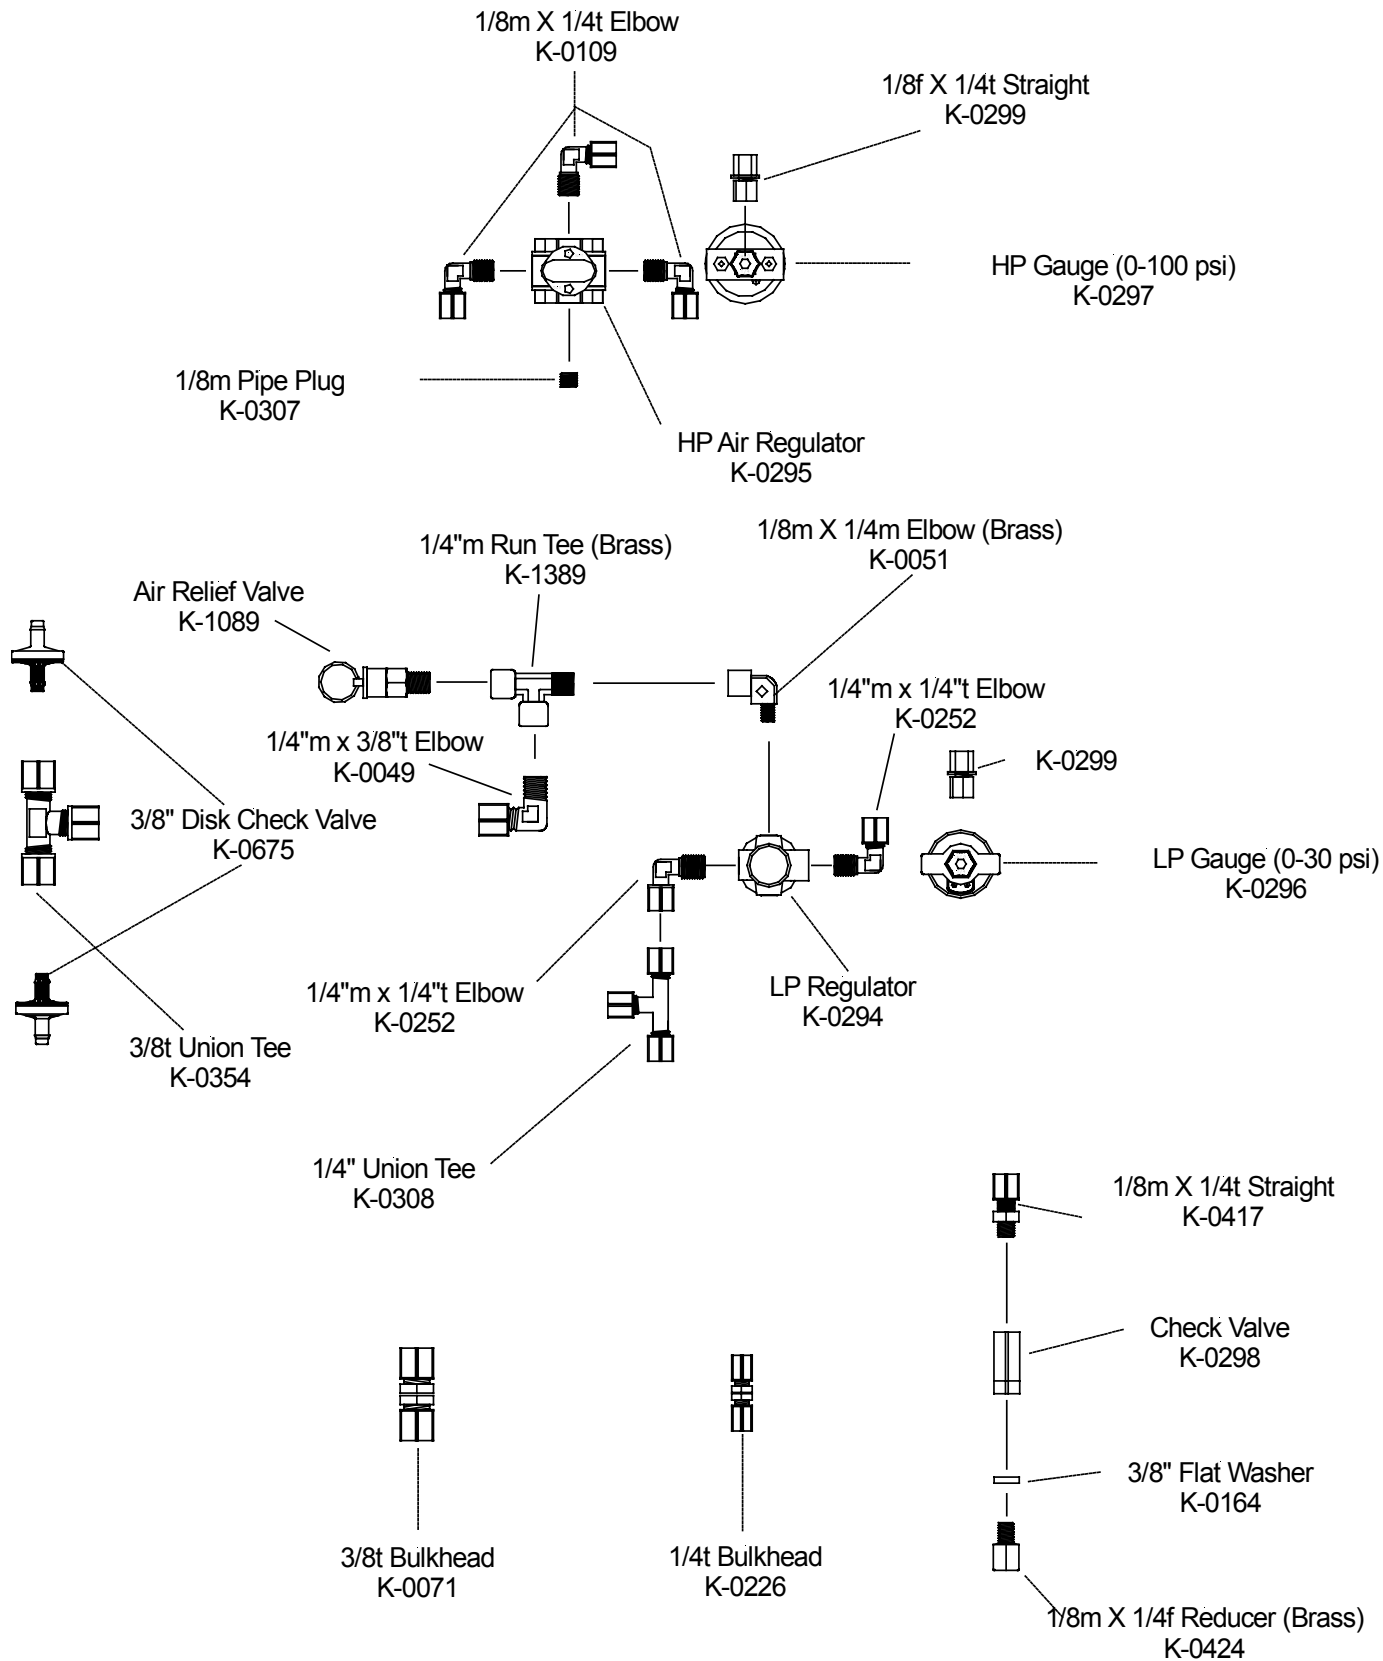 1/8m X 1/4t Elbow
K-0109
1/8f X 1/4t Straight
K-0299
HP Gauge (0-100 psi)
K-0297
1/8m Pipe Plug
K-0307
HP Air Regulator
K-0295
1/8m X 1/4m Elbow (Brass)
K-0051
1/4"m Run Tee (Brass)
K-1389
Air Relief Valve
K-1089
1/4"m x 1/4"t Elbow
K-0252
1/4"m x 3/8"t Elbow
K-0049
K-0299
3/8" Disk Check Valve
K-0675
LP Gauge (0-30 psi)
K-0296
1/4"m x 1/4"t Elbow
K-0252
LP Regulator
K-0294
3/8t Union Tee
K-0354
1/4" Union Tee
K-0308
1/8m X 1/4t Straight
K-0417
Check Valve
K-0298
3/8" Flat Washer
K-0164
3/8t Bulkhead
K-0071
1/4t Bulkhead
K-0226
1/8m X 1/4f Reducer (Brass)
K-0424